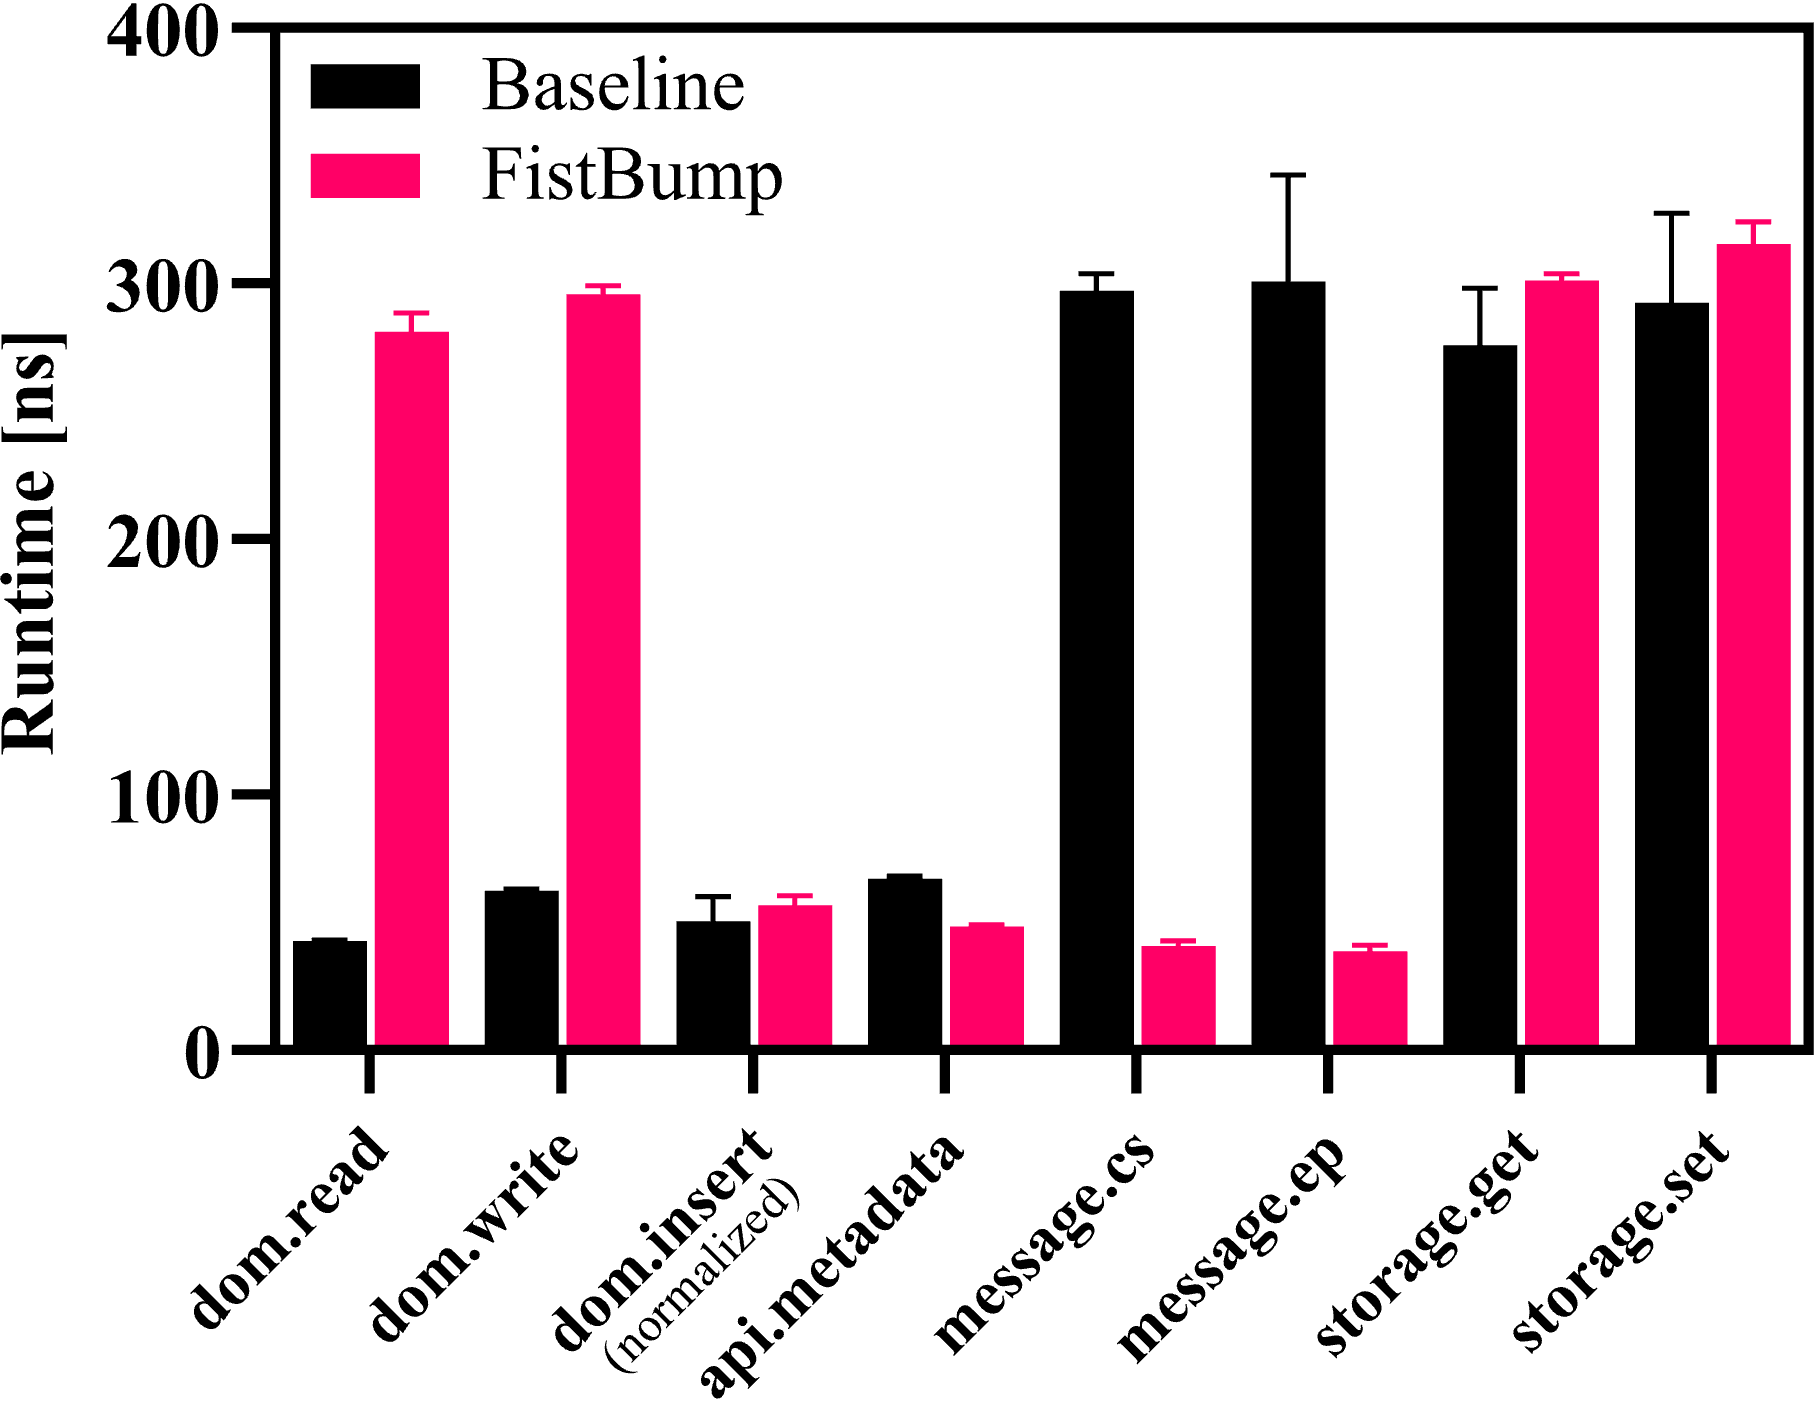 400
300
200
100
0
Runtime [ns]
Baseline
FistBump
dom.read
dom.write
dom.insert
(normalized)
api.metadata
message.cs
message.ep
storage.get
storage.set